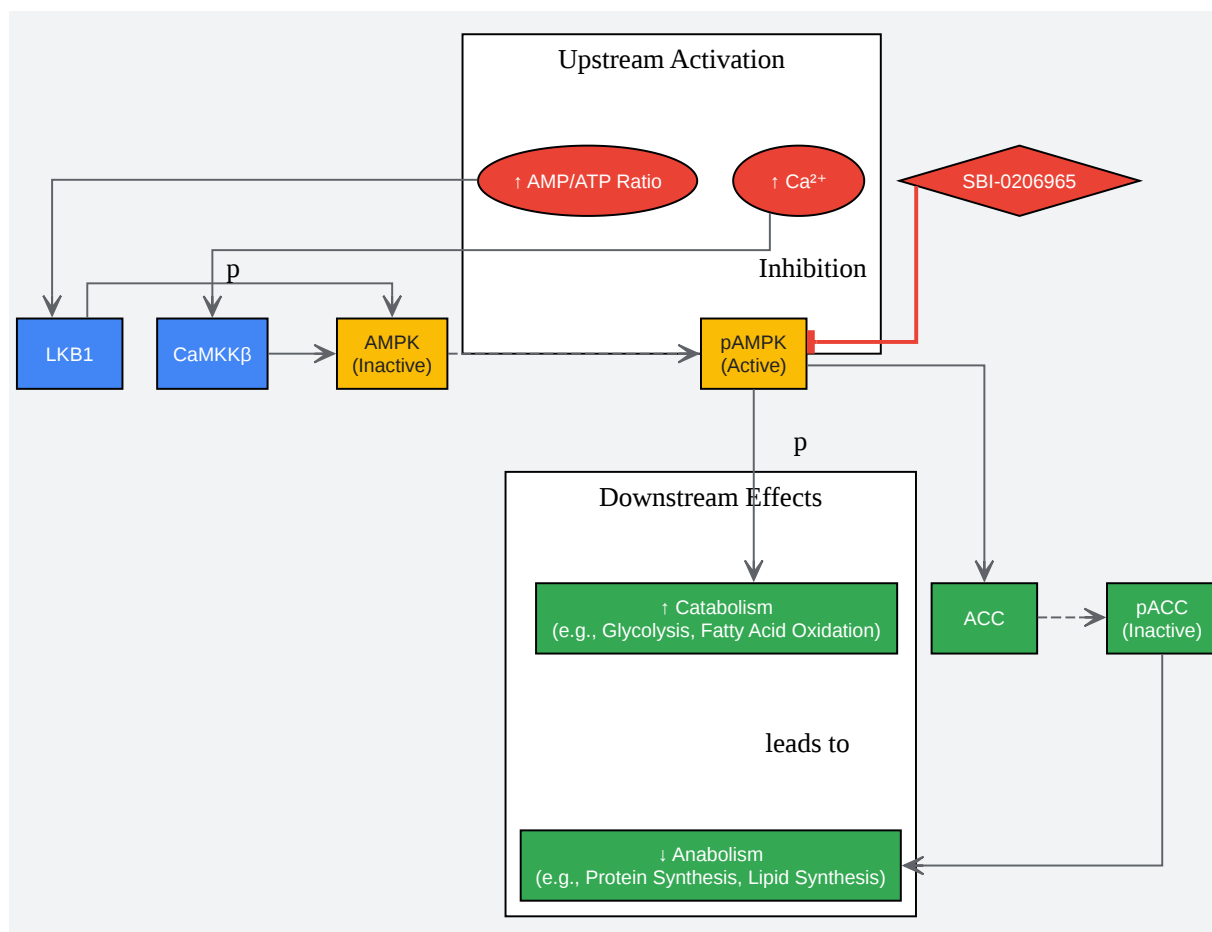 Upstream Activation
↑ AMP/ATP Ratio
↑ Ca²⁺
SBI-0206965
p
Inhibition
LKB1
CaMKKβ
AMPK
(Inactive)
pAMPK
(Active)
p
Downstream Effects
↑ Catabolism
(e.g., Glycolysis, Fatty Acid Oxidation)
ACC
pACC
(Inactive)
leads to
↓ Anabolism
(e.g., Protein Synthesis, Lipid Synthesis)